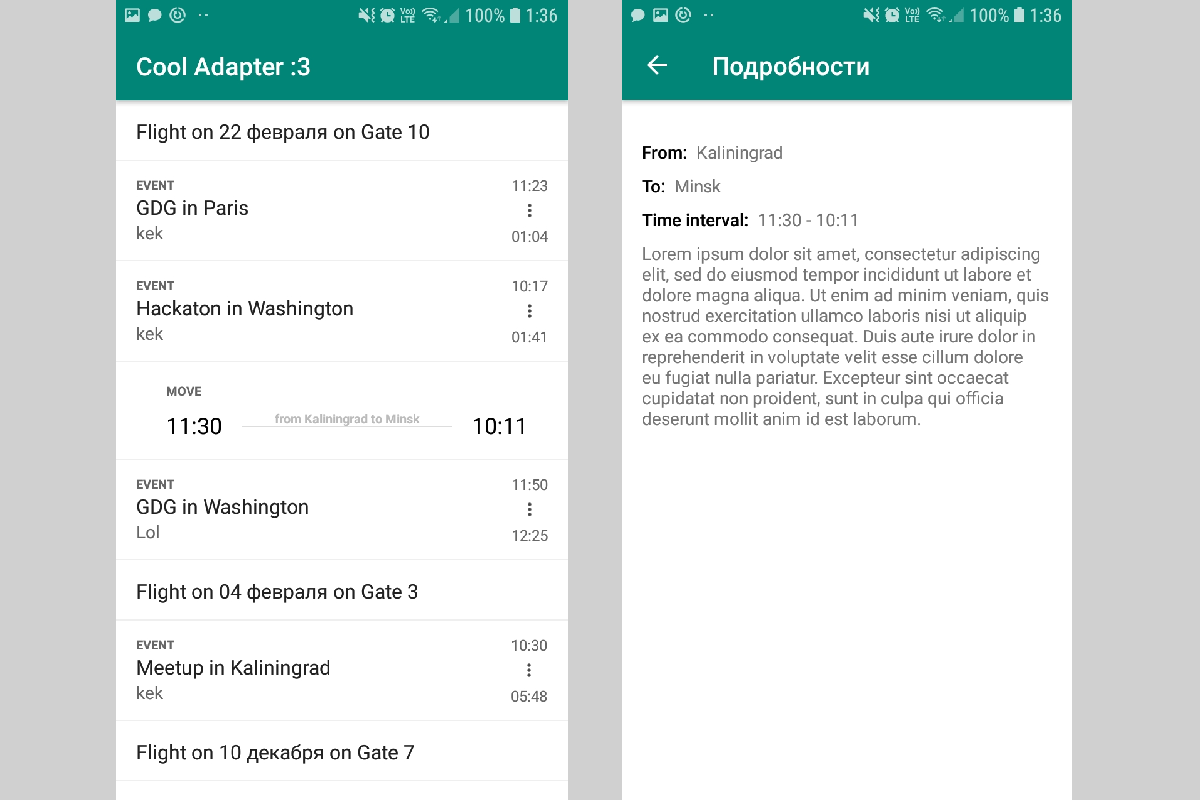 100% 1:36
Cool Adapter :3
Flight on 22 февраля on Gate 10
EVENT
11:23
GDG in Paris
kek
01:04
EVENT
10:17
Hackaton in Washington
kek
01:41
MOVE
11:30
from Kaliningrad to Minsk
10:11
EVENT
11:50
GDG in Washington
Lol
12:25
Flight on 04 февраля on Gate 3
EVENT
10:30
Meetup in Kaliningrad
kek
05:48
Flight on 10 декабря on Gate 7
100% 1:36
Подробности
From: Kaliningrad
To: Minsk
Time interval: 11:30 - 10:11
Lorem ipsum dolor sit amet, consectetur adipiscing
elit, sed do eiusmod tempor incididunt ut labore et
dolore magna aliqua. Ut enim ad minim veniam, quis
nostrud exercitation ullamco laboris nisi ut aliquip
ex ea commodo consequat. Duis aute irure dolor in
reprehenderit in voluptate velit esse cillum dolore
eu fugiat nulla pariatur. Excepteur sint occaecat
cupidatat non proident, sunt in culpa qui officia
deserunt mollit anim id est laborum.